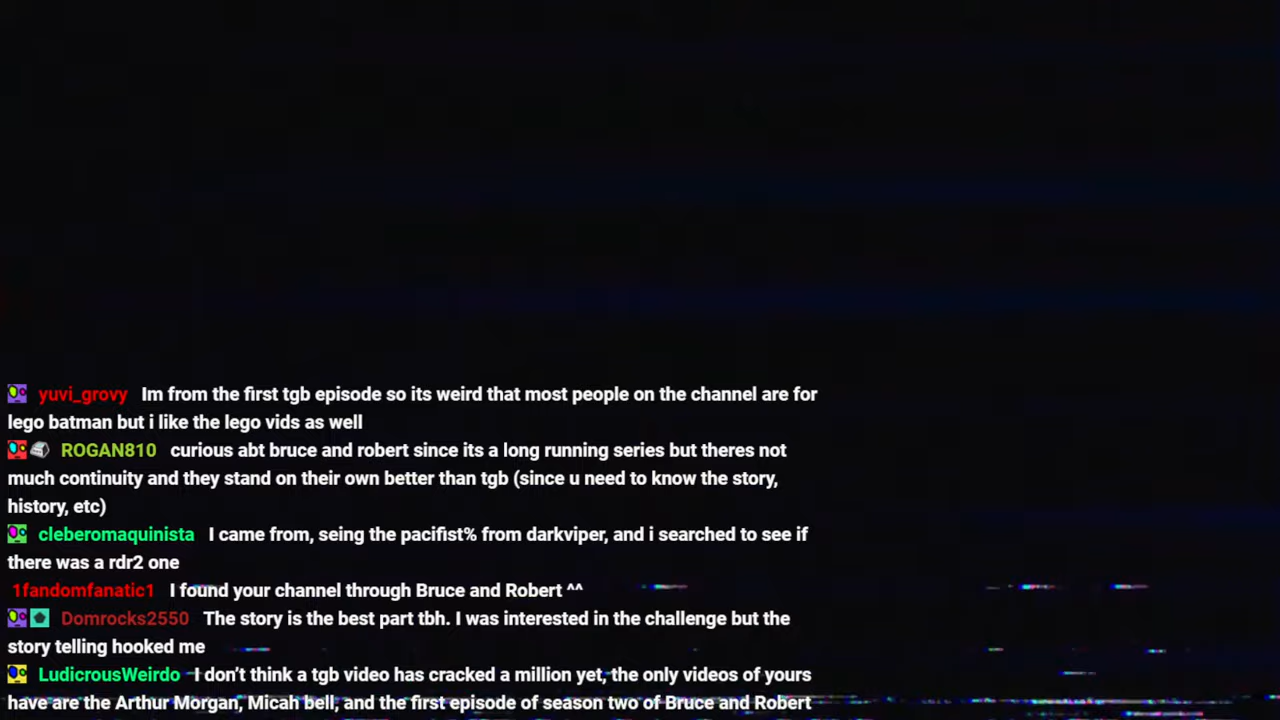 yuvi_grovy Im from the first tgb episode so its weird that most people on the channel are for
lego batman but i like the lego vids as well
ROGAN810 curious abt bruce and robert since its a long running series but theres not
much continuity and they stand on their own better than tgb (since u need to know the story,
history, etc)
cleberomaquinista I came from, seing the pacifist% from darkviper, and i searched to see if
there was a rdr2 one
1fandomfanatic1 I found your channel through Bruce and Robert ^^
Domrocks2550 The story is the best part tbh. I was interested in the challenge but the
story telling hooked me
LudicrousWeirdo I don’t think a tgb video has cracked a million yet, the only videos of yours
have are the Arthur Morgan, Micah bell, and the first episode of season two of Bruce and Robert